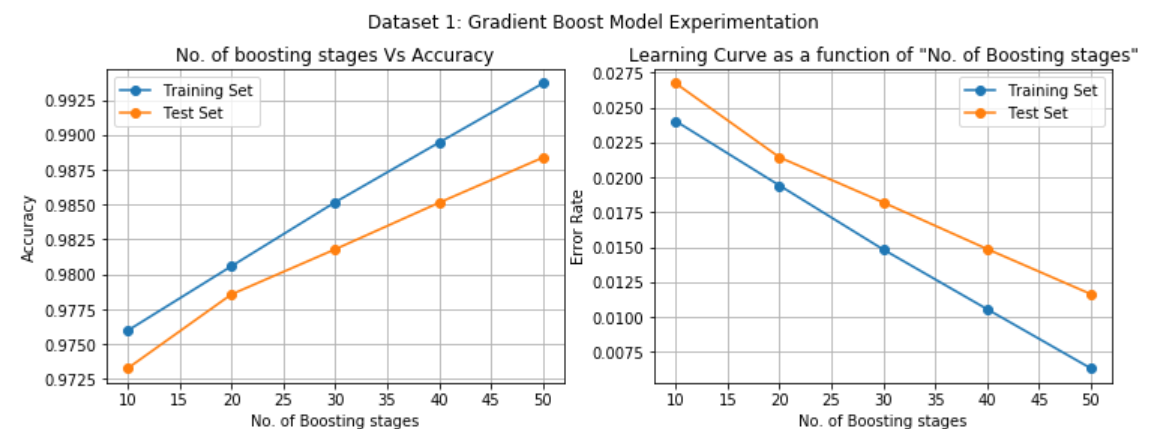 Dataset 1: Gradient Boost Model Experimentation
No. of boosting stages Vs Accuracy
Training Set
Test Set
0.9925
0.9900
0.9875
0.9850
0.9825
0.9800
0.9775
0.9750
0.9725
Accuracy
10 15 20 25 30 35 40 45 50
No. of Boosting stages
Learning Curve as a function of "No. of Boosting stages"
Training Set
Test Set
0.0275
0.0250
0.0225
0.0200
0.0175
0.0150
0.0125
0.0100
0.0075
Error Rate
10 15 20 25 30 35 40 45 50
No. of Boosting stages